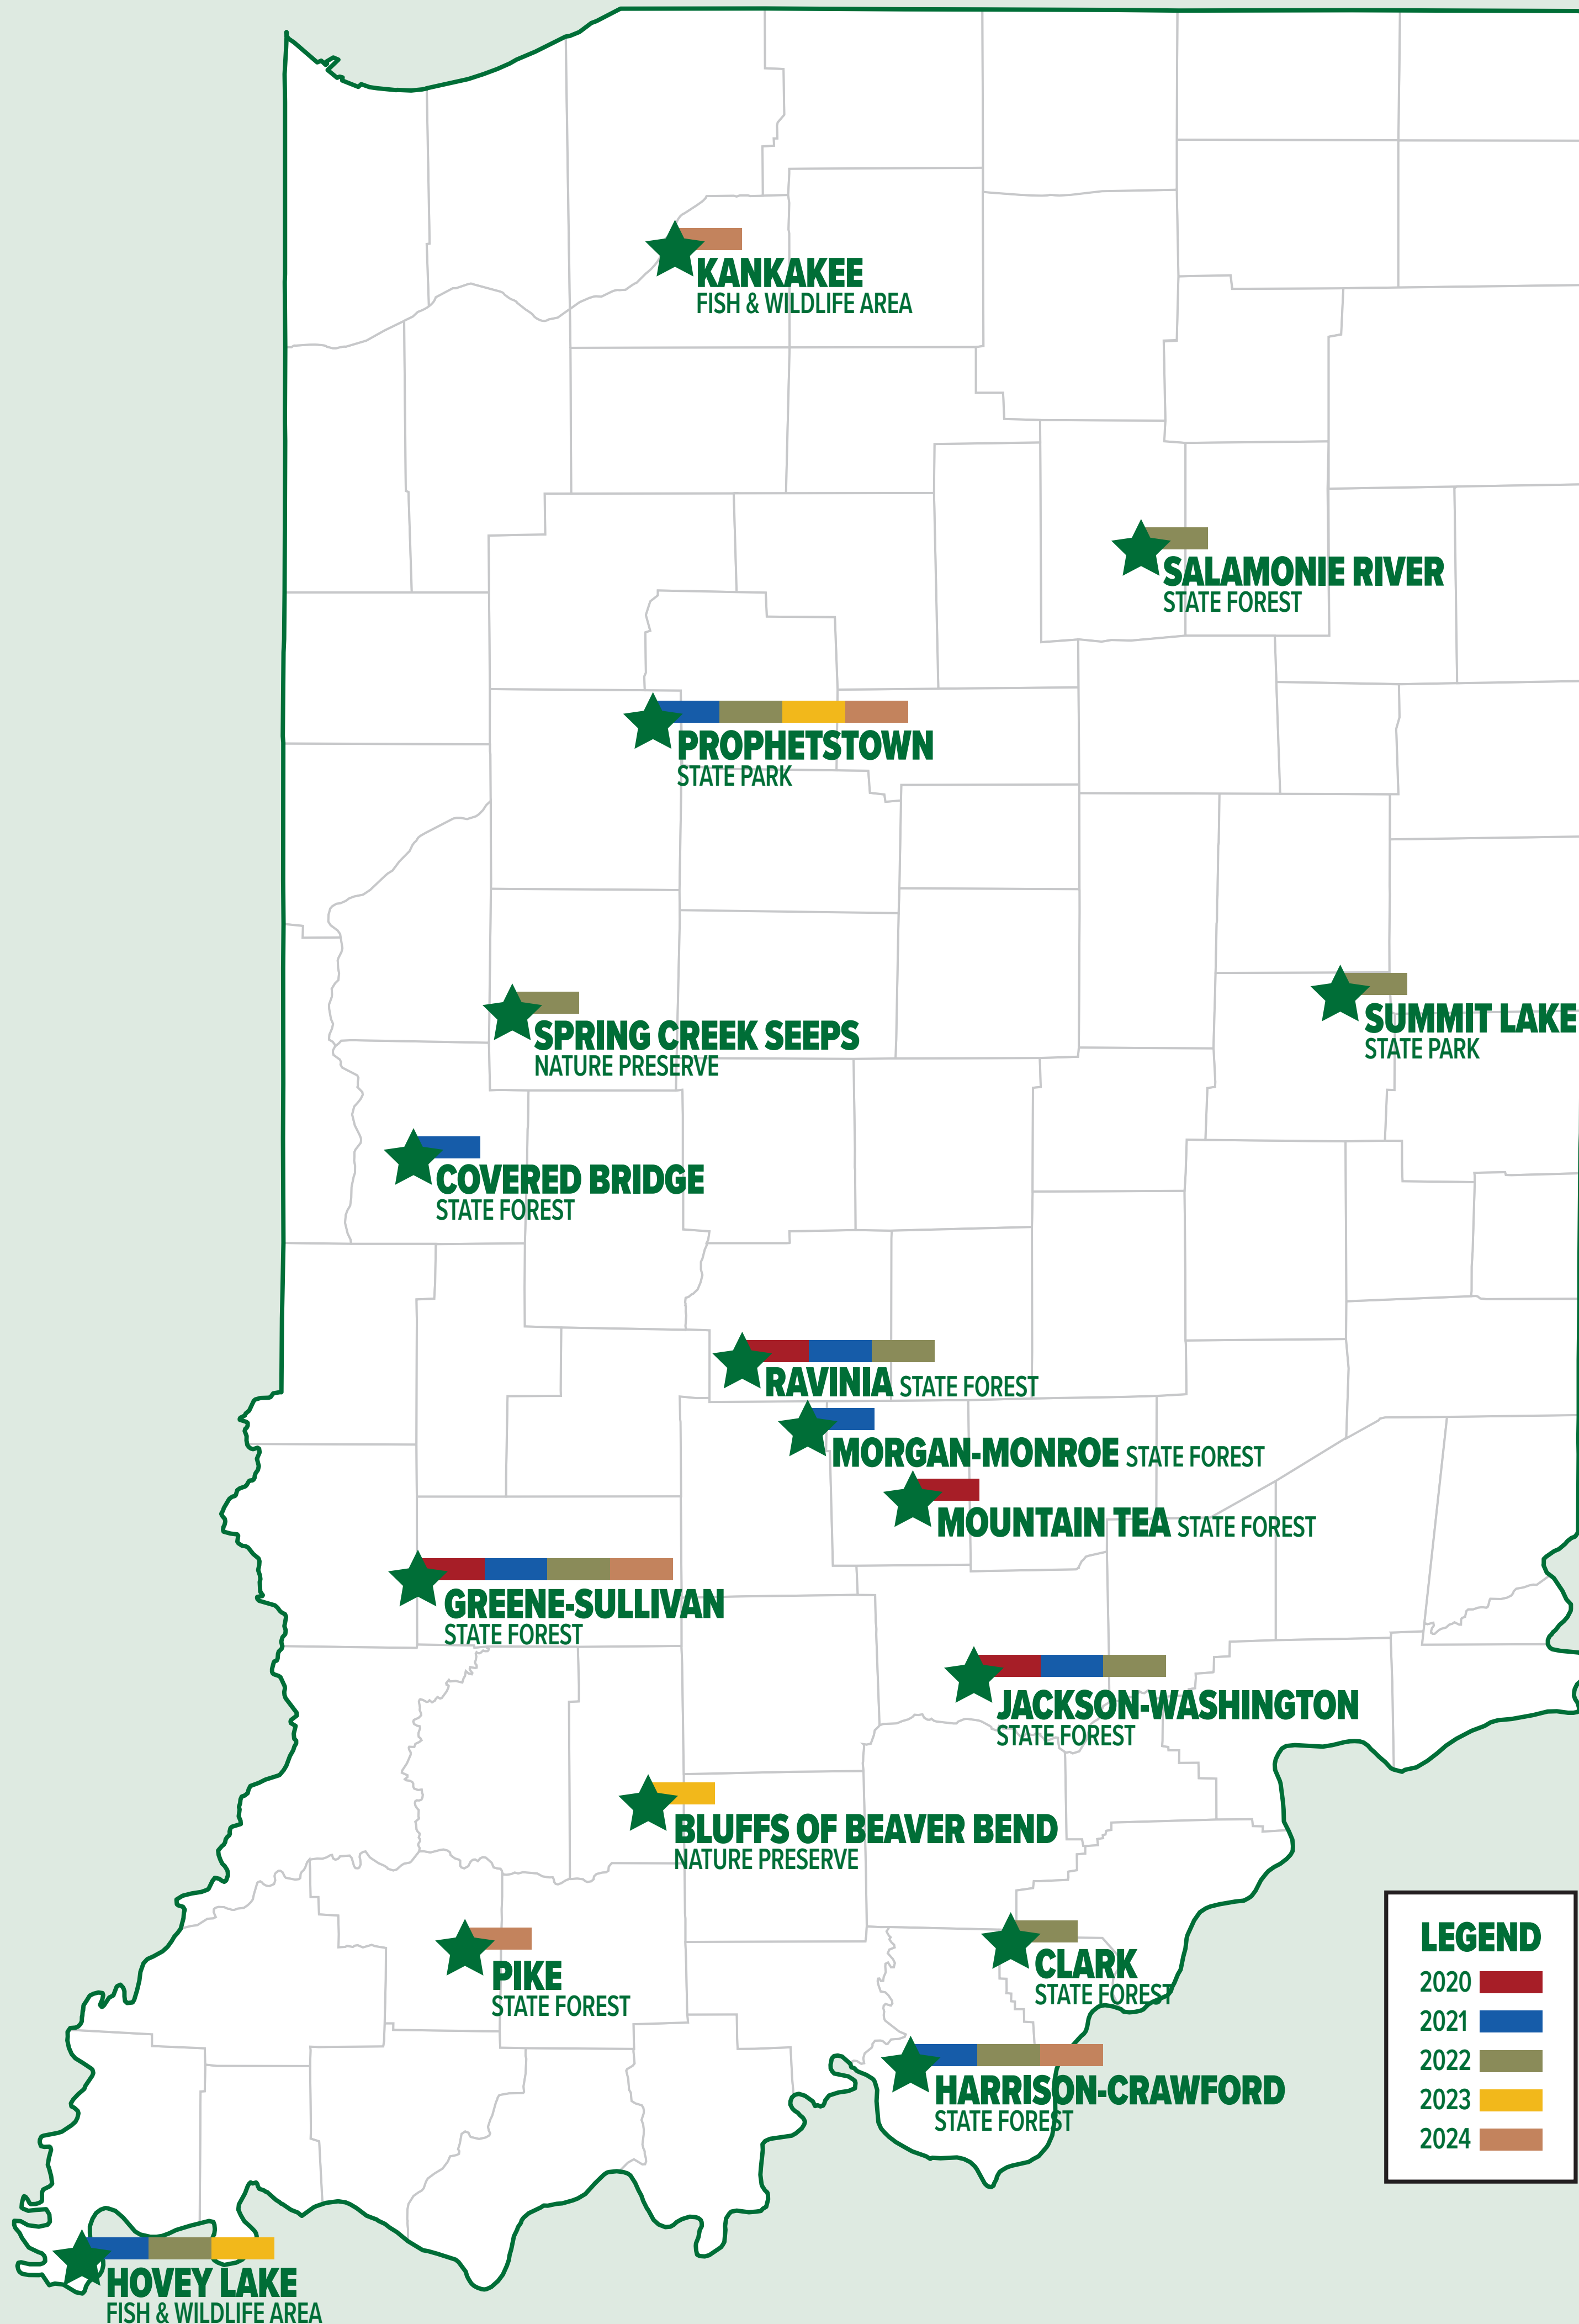 KANKAKEE
FISH & WILDLIFE AREA
SALAMONIE RIVER
STATE FOREST
PROPHETSTOWN
STATE PARK
SPRING CREEK SEEPS
NATURE PRESERVE
SUMMIT LAKE
STATE PARK
COVERED BRIDGE
STATE FOREST
RAVINIA STATE FOREST
MORGAN-MONROE STATE FOREST
MOUNTAIN TEA STATE FOREST
GREENE-SULLIVAN
STATE FOREST
JACKSON-WASHINGTON
STATE FOREST
BLUFFS OF BEAVER BEND
NATURE PRESERVE
PIKE
STATE FOREST
CLARK
STATE FOREST
HARRISON-CRAWFORD
STATE FOREST
HOVEY LAKE
FISH & WILDLIFE AREA
LEGEND
2020
2021
2022
2023
2024